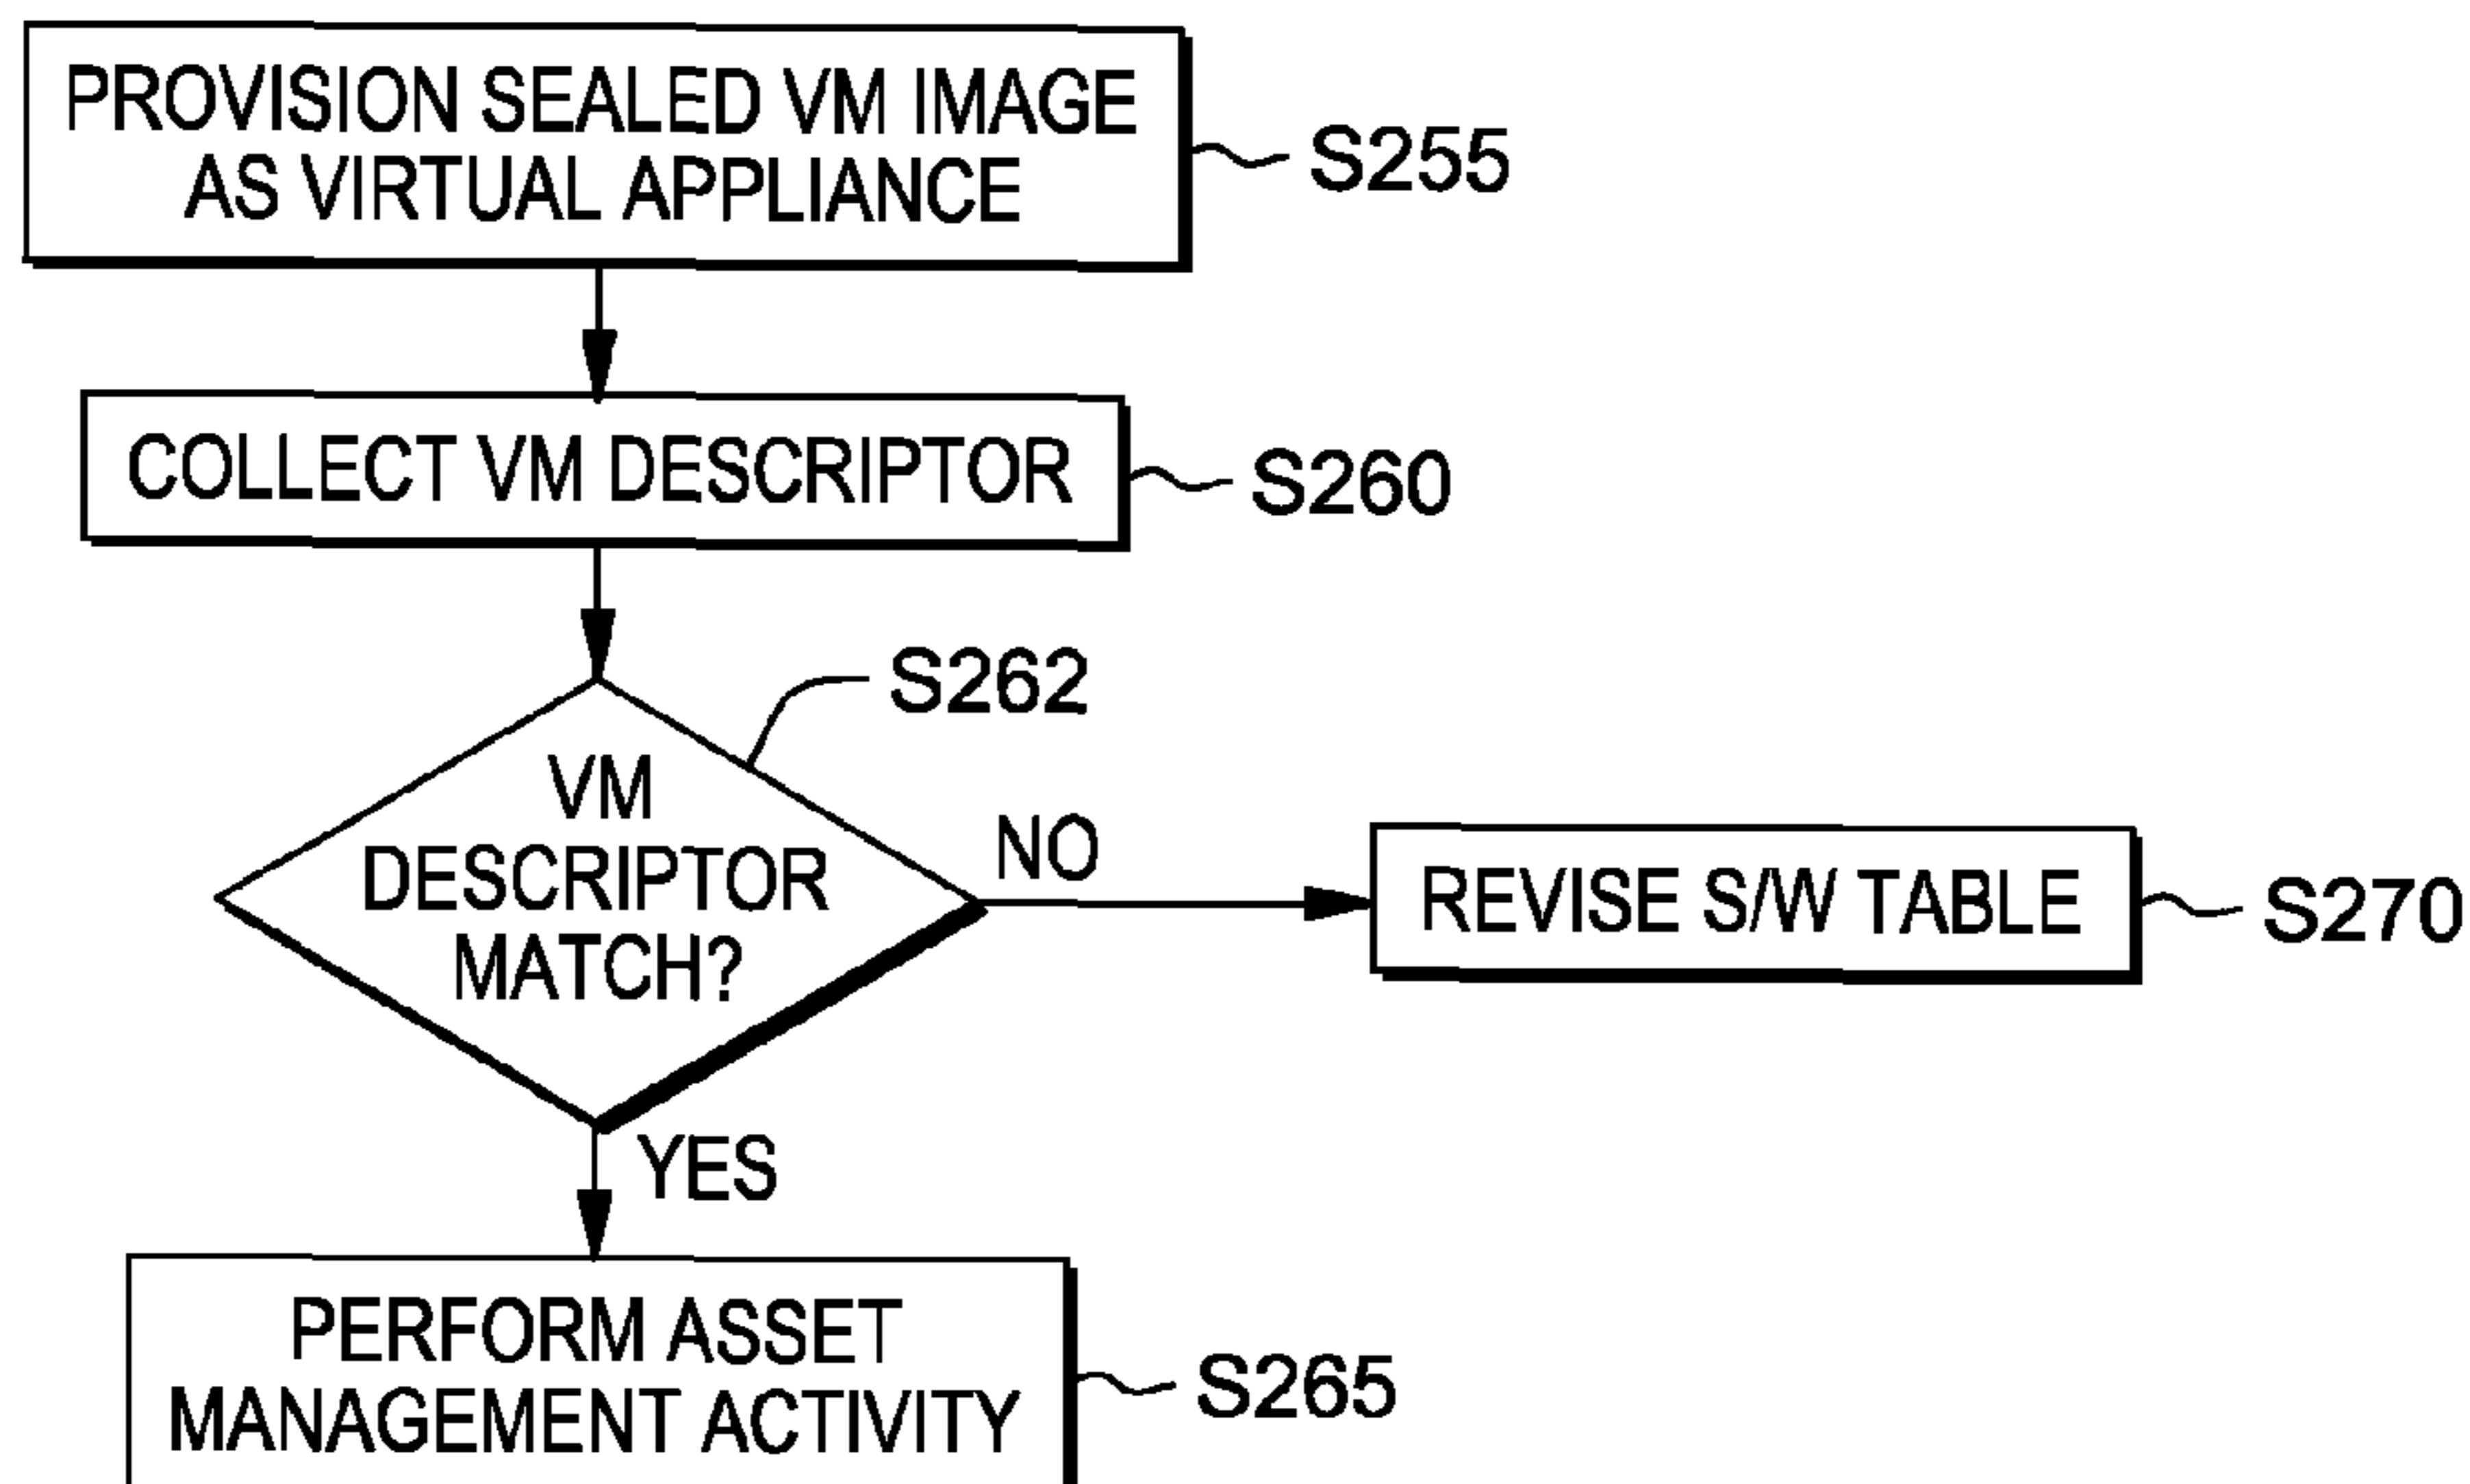 PROVISION SEALED VM IMAGE
AS VIRTUAL APPLIANCE
S255
COLLECT VM DESCRIPTOR
S260
S262
VM
DESCRIPTOR
MATCH?
NO
REVISE S/W TABLE
S270
YES
PERFORM ASSET
MANAGEMENT ACTIVITY
S265